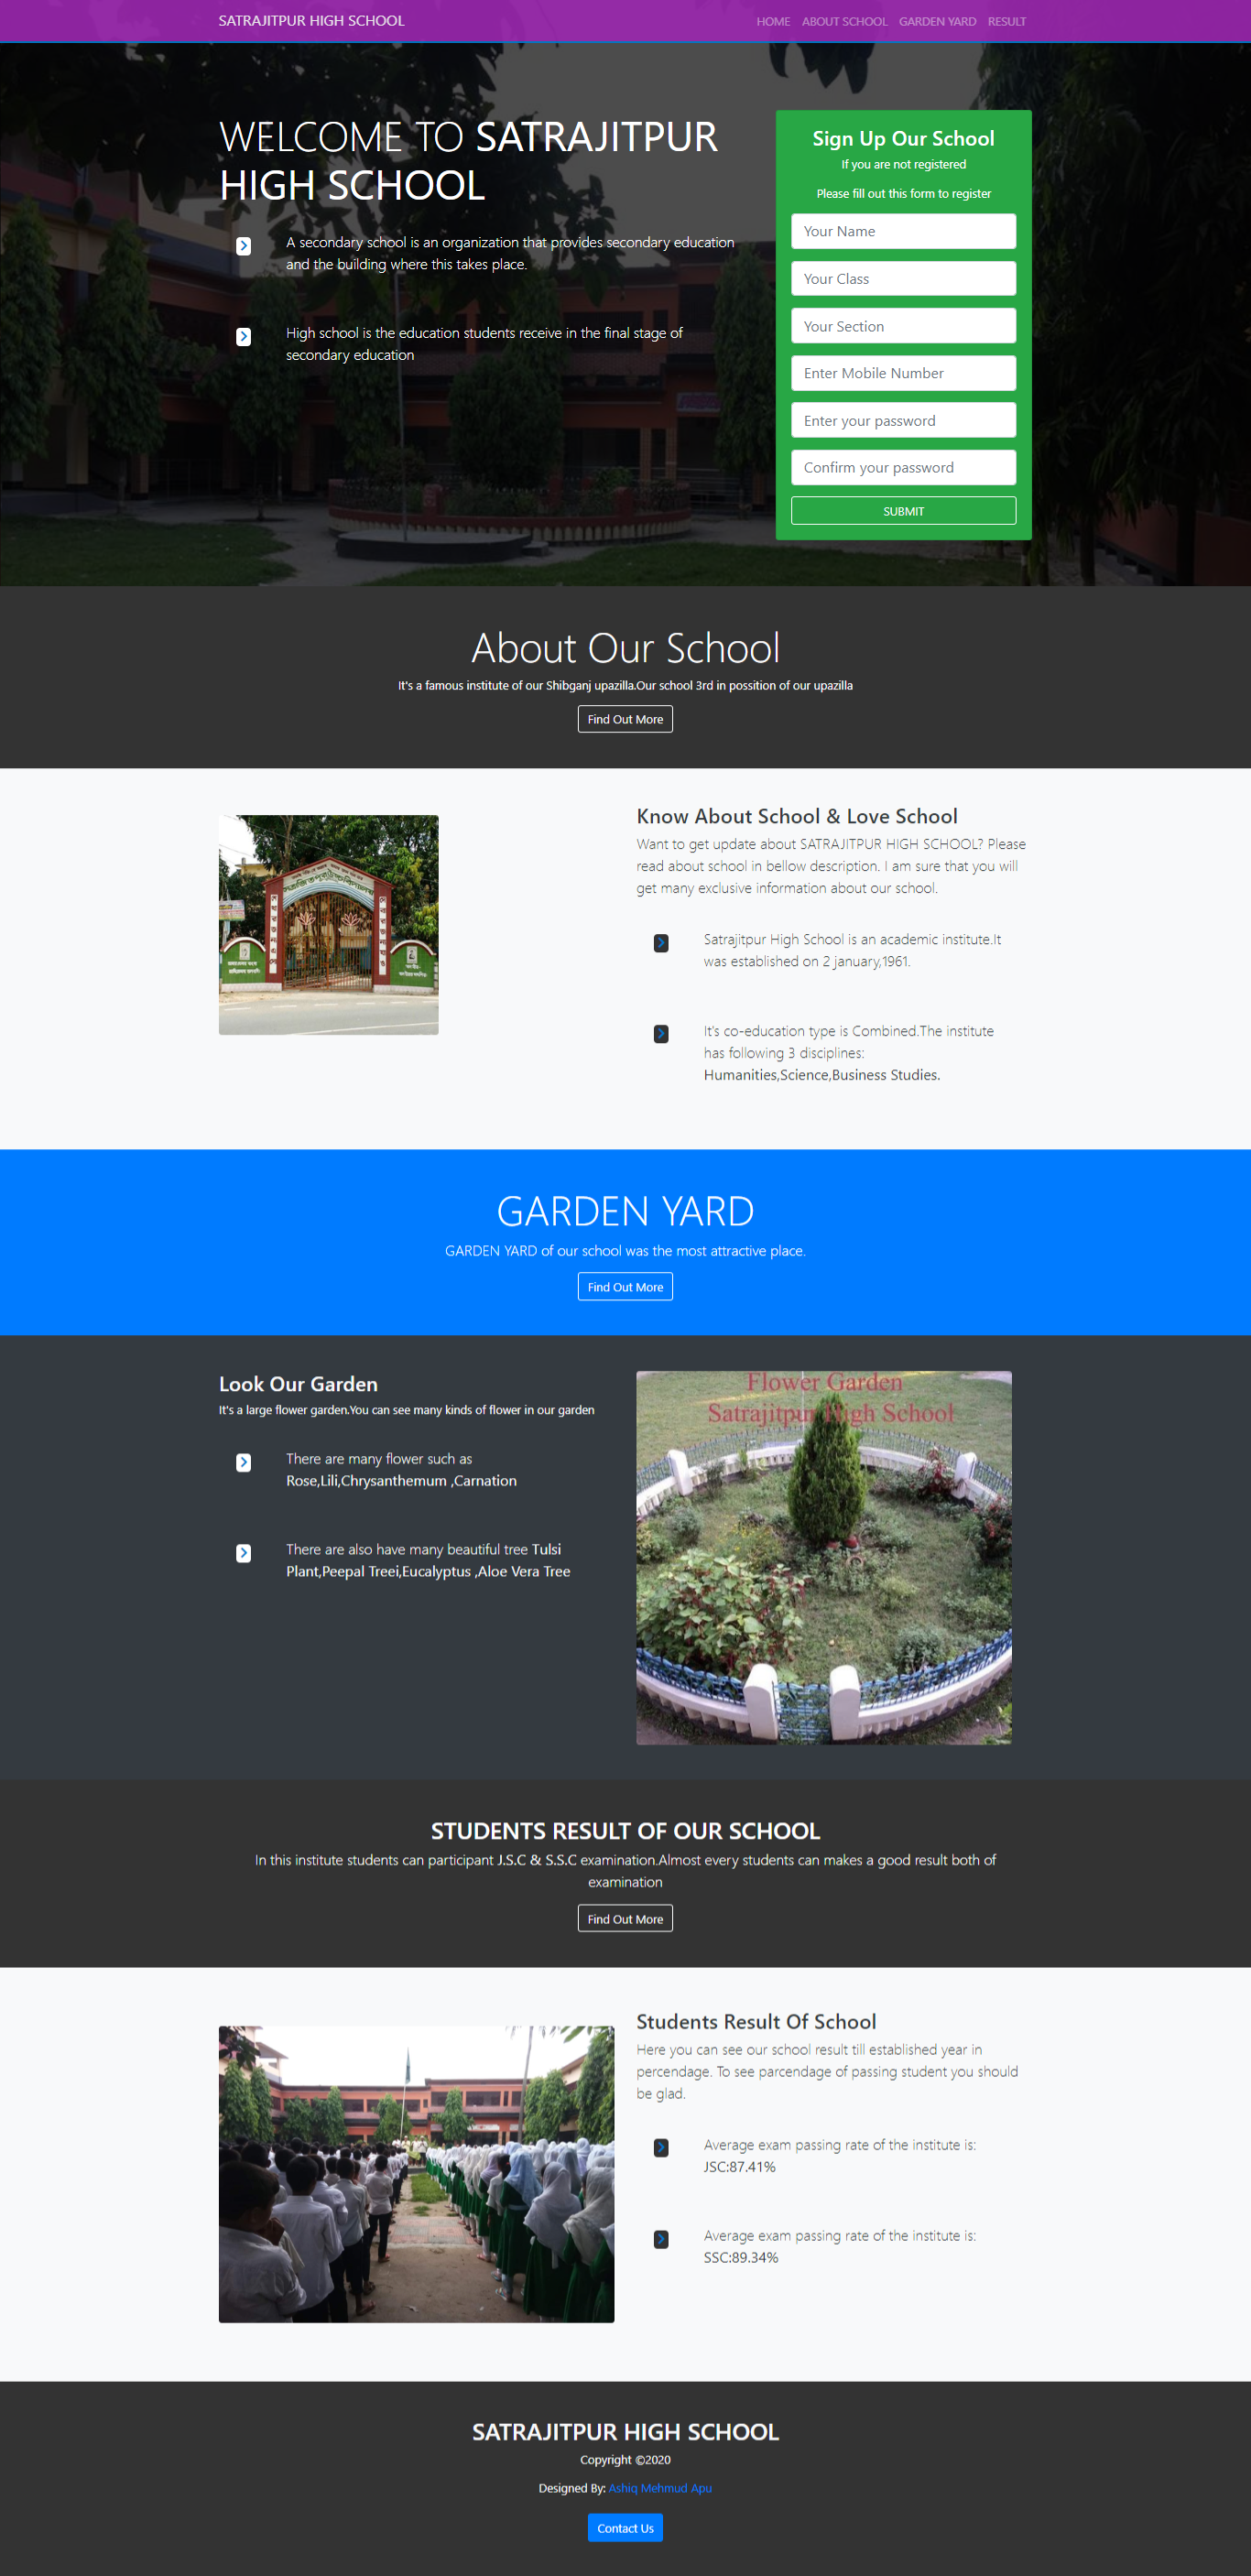 SATRAJITPUR HIGH SCHOOL
HOME ABOUT SCHOOL GARDEN YARD RESULT
WELCOME TO SATRAJITPUR
HIGH SCHOOL
A secondary school is an organization that provides secondary education
and the building where this takes place.
High school is the education students receive in the final stage of
secondary education
Sign Up Our School
If you are not registered
Please fill out this form to register
Your Name
Your Class
Your Section
Enter Mobile Number
Enter your password
Confirm your password
SUBMIT
About Our School
It's a famous institute of our Shibganj upazilla.Our school 3rd in possition of our upazilla
Find Out More
Know About School & Love School
Want to get update about SATRAJITPUR HIGH SCHOOL? Please
read about school in bellow description. I am sure that you will
get many exclusive information about our school.
Satrajitpur High School is an academic institute.It
was established on 2 january,1961.
It's co-education type is Combined.The institute
has following 3 disciplines:
Humanities,Science,Business Studies.
GARDEN YARD
GARDEN YARD of our school was the most attractive place.
Find Out More
Look Our Garden
It's a large flower garden.You can see many kinds of flower in our garden
There are many flower such as
Rose,Lili,Chrysanthemum ,Carnation
There are also have many beautiful tree Tulsi
Plant,Peepal Treei,Eucalyptus ,Aloe Vera Tree
Flower Garden
Satrajitpur High School
STUDENTS RESULT OF OUR SCHOOL
In this institute students can participant J.S.C & S.S.C examination.Almost every students can makes a good result both of
examination
Find Out More
Students Result Of School
Here you can see our school result till established year in
percendage. To see parcendage of passing student you should
be glad.
Average exam passing rate of the institute is:
JSC:87.41%
Average exam passing rate of the institute is:
SSC:89.34%
SATRAJITPUR HIGH SCHOOL
Copyright ©2020
Designed By: Ashiq Mehmud Apu
Contact Us